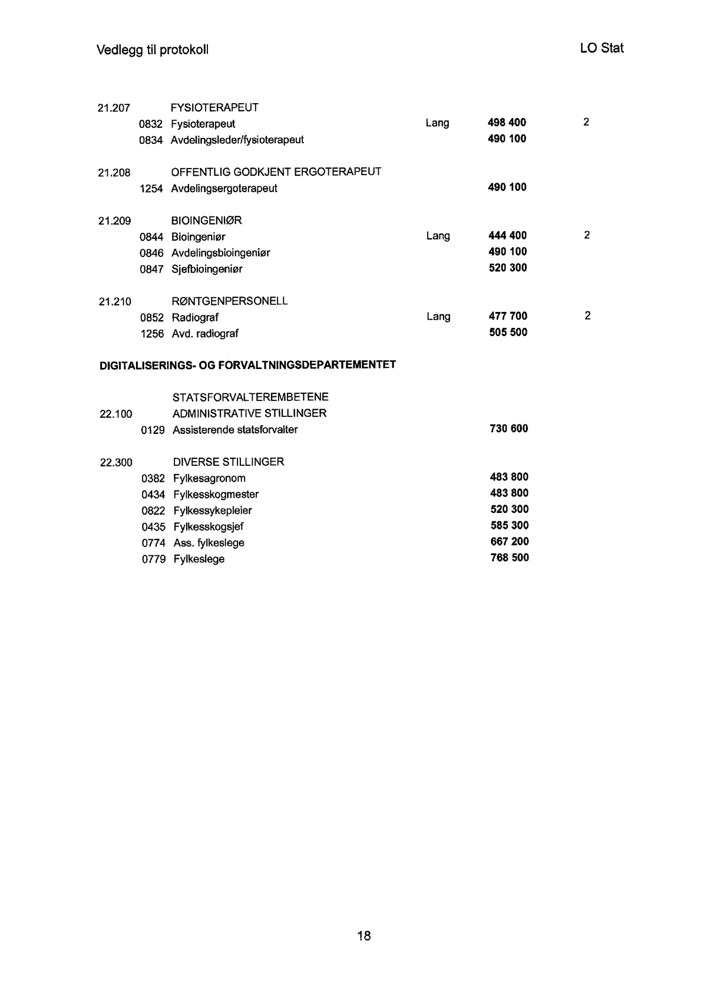 Vedlegg til protokoll LO Stat
21.207 FYSIOTERAPEUT
0832 Fysioterapeut Lang 498 400 2
0834 Avdelingsleder/fysioterapeut 490 100
21.208 OFFENTLIG GODKJENT ERGOTERAPEUT
1254 Avdelingsergoterapeut 490 100
21.209 BIOINGENIØR
0844 Bioingeniør Lang 444 400 2
0846 Avdelingsbioingeniør 490 100
0847 Sjefbioingeniør 520 300
21.210 RØNTGENPERSONELL
0852 Radiograf Lang 477 700 2
1256 Avd. radiograf 505 500
DIGITALISERINGS- OG FORVALTNINGSDEPARTEMENTET
STATSFORVALTEREMBETENE
22.100 ADMINISTRATIVE STILLINGER
0129 Assisterende statsforvalter 730 600
22.300 DIVERSE STILLINGER
0382 Fylkesagronom 483 800
0434 Fylkesskogmester 483 800
0822 Fylkessykepleier 520 300
0435 Fylkesskogsjef 585 300
0774 Ass. fylkeslege 667 200
0779 Fylkeslege 768 500
18